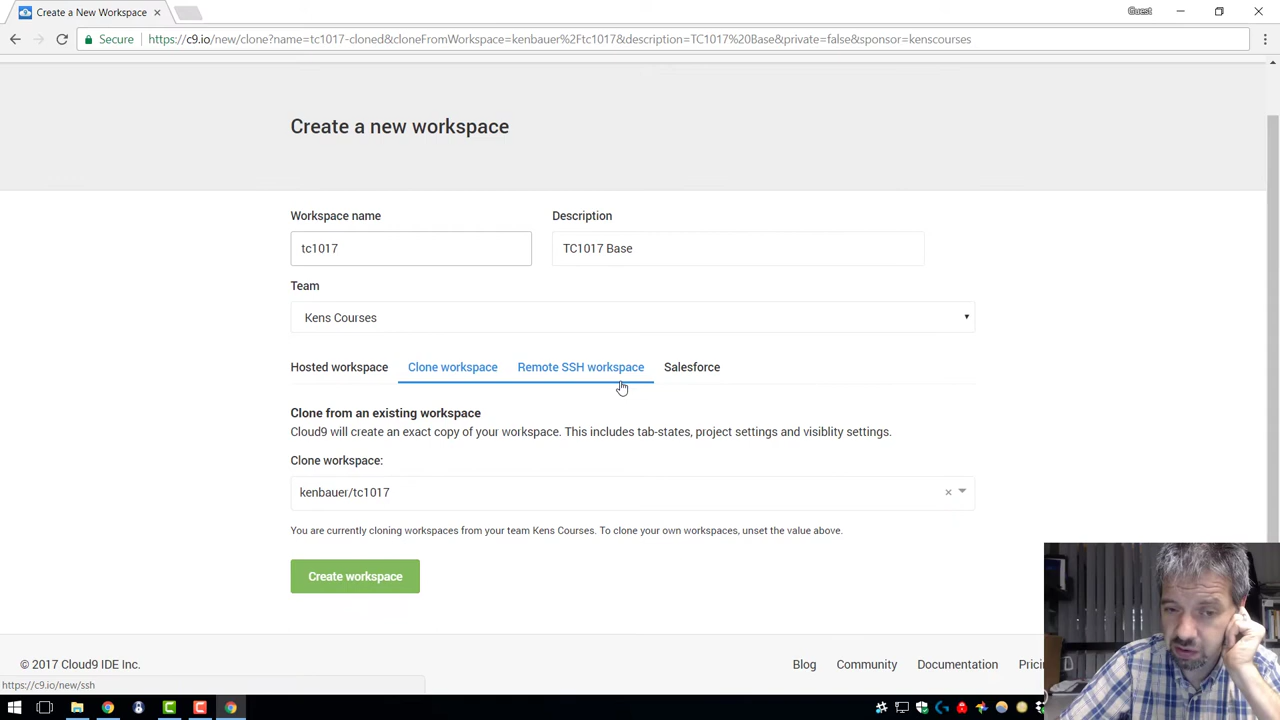 Create a New Workspace
Guest
Secure
https://c9.io/new/clone?name=tc1017-cloned&cloneFromWorkspace=kenbauer%2Ftc1017&description=TC1017%20Base&private=false&sponsor=kenscourses
Create a new workspace
Workspace name
Description
tc1017
TC1017 Base
Team
Kens Courses
Hosted workspace
Clone workspace
Remote SSH workspace
Salesforce
Clone from an existing workspace
Cloud9 will create an exact copy of your workspace. This includes tab-states, project settings and visiblity settings.
Clone workspace:
kenbauer/tc1017
You are currently cloning workspaces from your team Kens Courses. To clone your own workspaces, unset the value above.
Create workspace
© 2017 Cloud9 IDE Inc.
Blog
Community
Documentation
Prici
https://c9.io/new/ssh